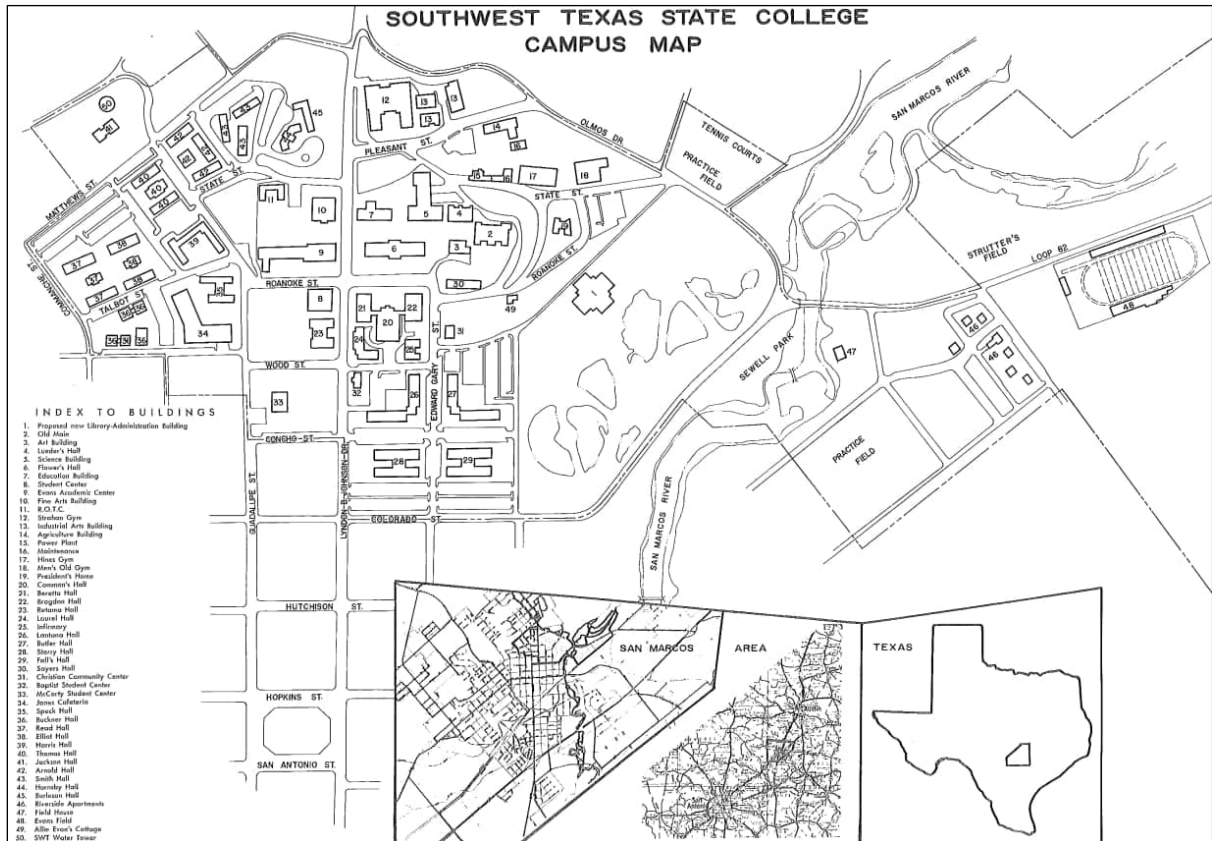 SOUTHWEST TEXAS STATE COLLEGE
CAMPUS MAP
SAN MARCOS RIVER
OLMOS DR
TENNIS COURTS
PRACTICE FIELD
PLEASANT ST.
STATE ST.
STATE ST.
MATTHEWS ST.
COMMANCHE ST.
TALBOT ST.
ROANOKE ST.
ROANOKE ST.
STRUTTER'S FIELD
LOOP 82
SEWELL PARK
WOOD ST.
EDWARD GARY ST.
CONCHO ST.
PRACTICE FIELD
GUADALUPE ST.
LYNDON B. JOHNSON DR.
COLORADO ST.
SAN MARCOS RIVER
HUTCHISON ST.
HOPKINS ST.
SAN ANTONIO ST.
INDEX TO BUILDINGS
1. Proposed new Library-Administration Building
2. Old Main
3. Art Building
4. Lueder's Hall
5. Science Building
6. Flower's Hall
7. Education Building
8. Student Center
9. Evans Academic Center
10. Fine Arts Building
11. R.O.T.C.
12. Strahan Gym
13. Industrial Arts Building
14. Agriculture Building
15. Power Plant
16. Maintenance
17. Hines Gym
18. Men's Old Gym
19. President's Home
20. Common's Hall
21. Beretta Hall
22. Brogdon Hall
23. Retama Hall
24. Laurel Hall
25. Infirmary
26. Lantana Hall
27. Butler Hall
28. Sterry Hall
29. Fall's Hall
30. Sayers Hall
31. Christian Community Center
32. Baptist Student Center
33. McCarty Student Center
34. Jones Cafeteria
35. Speck Hall
36. Buckner Hall
37. Read Hall
38. Elliot Hall
39. Harris Hall
40. Thomas Hall
41. Jackson Hall
42. Arnold Hall
43. Smith Hall
44. Hornsby Hall
45. Burleson Hall
46. Riverside Apartments
47. Field House
48. Evans Field
49. Allie Evan's Cottage
50. SWT Water Tower
SAN MARCOS AREA
Austin
San Antonio
TEXAS